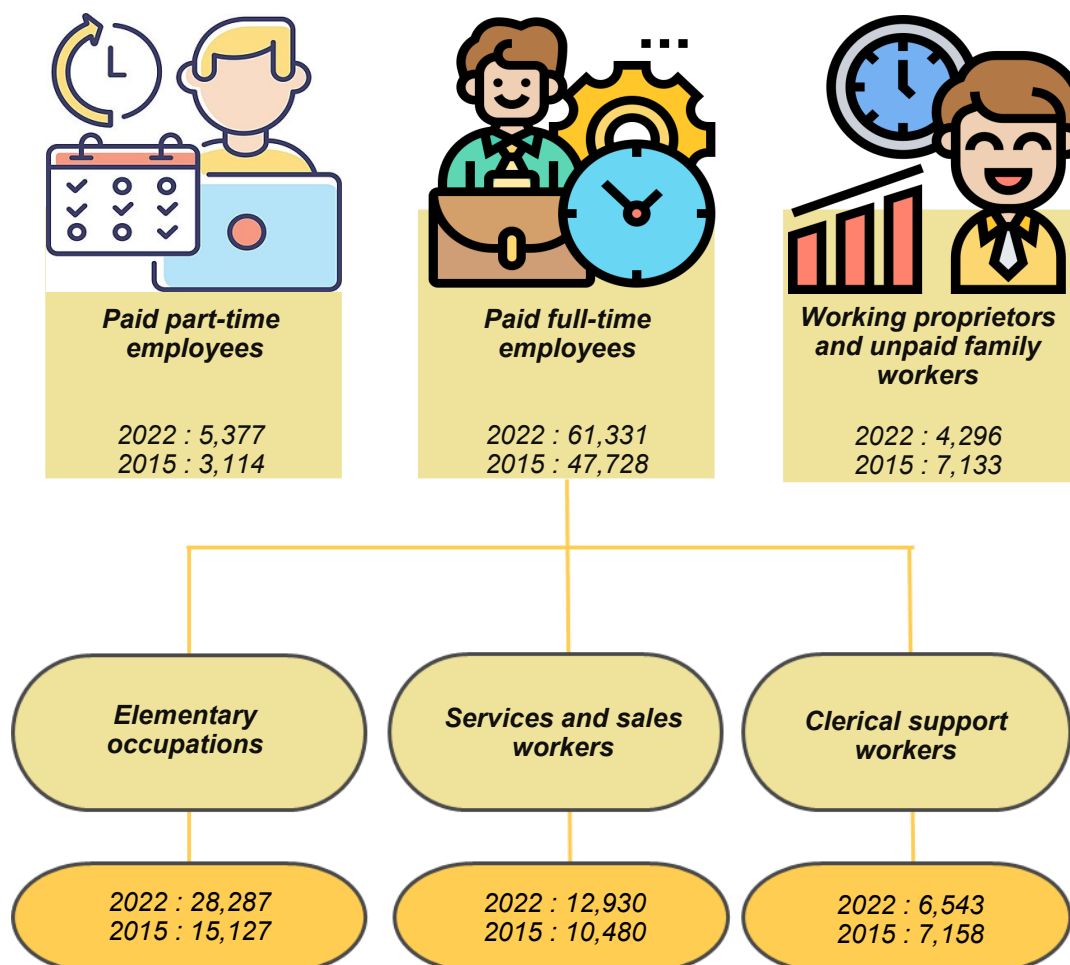 Paid part-time
employees
2022 : 5,377
2015 : 3,114
Paid full-time
employees
2022 : 61,331
2015 : 47,728
Working proprietors
and unpaid family
workers
2022 : 4,296
2015 : 7,133
Elementary
occupations
Services and sales
workers
Clerical support
workers
2022 : 28,287
2015 : 15,127
2022 : 12,930
2015 : 10,480
2022 : 6,543
2015 : 7,158